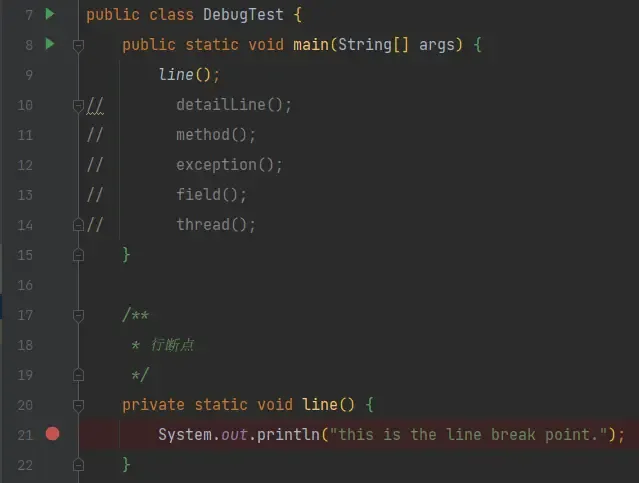 7 public class DebugTest {
8 public static void main(String[] args) {
9 line();
10 // detailLine();
11 // method();
12 // exception();
13 // field();
14 // thread();
15 }
16
17 /**
18 * 行断点
19 */
20 private static void line() {
21 System.out.println("this is the line break point.");
22 }